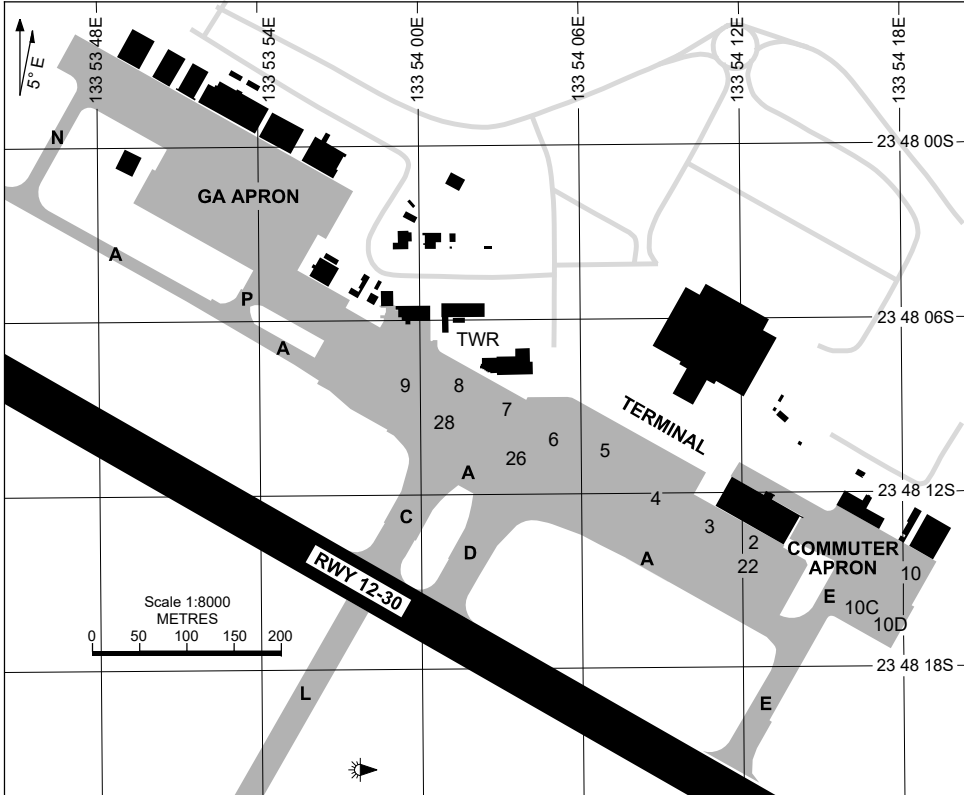 133 53 48E
133 53 54E
133 54 00E
133 54 06E
133 54 12E
133 54 18E
5° E
N
23 48 00S
GA APRON
A
P
23 48 06S
TWR
A
9
8
7
TERMINAL
28
6
5
26
A
4
23 48 12S
C
3
2
D
A
22
COMMUTER
APRON
10
RWY 12-30
E
10C
10D
Scale 1:8000
METRES
0 50 100 150 200
23 48 18S
L
E